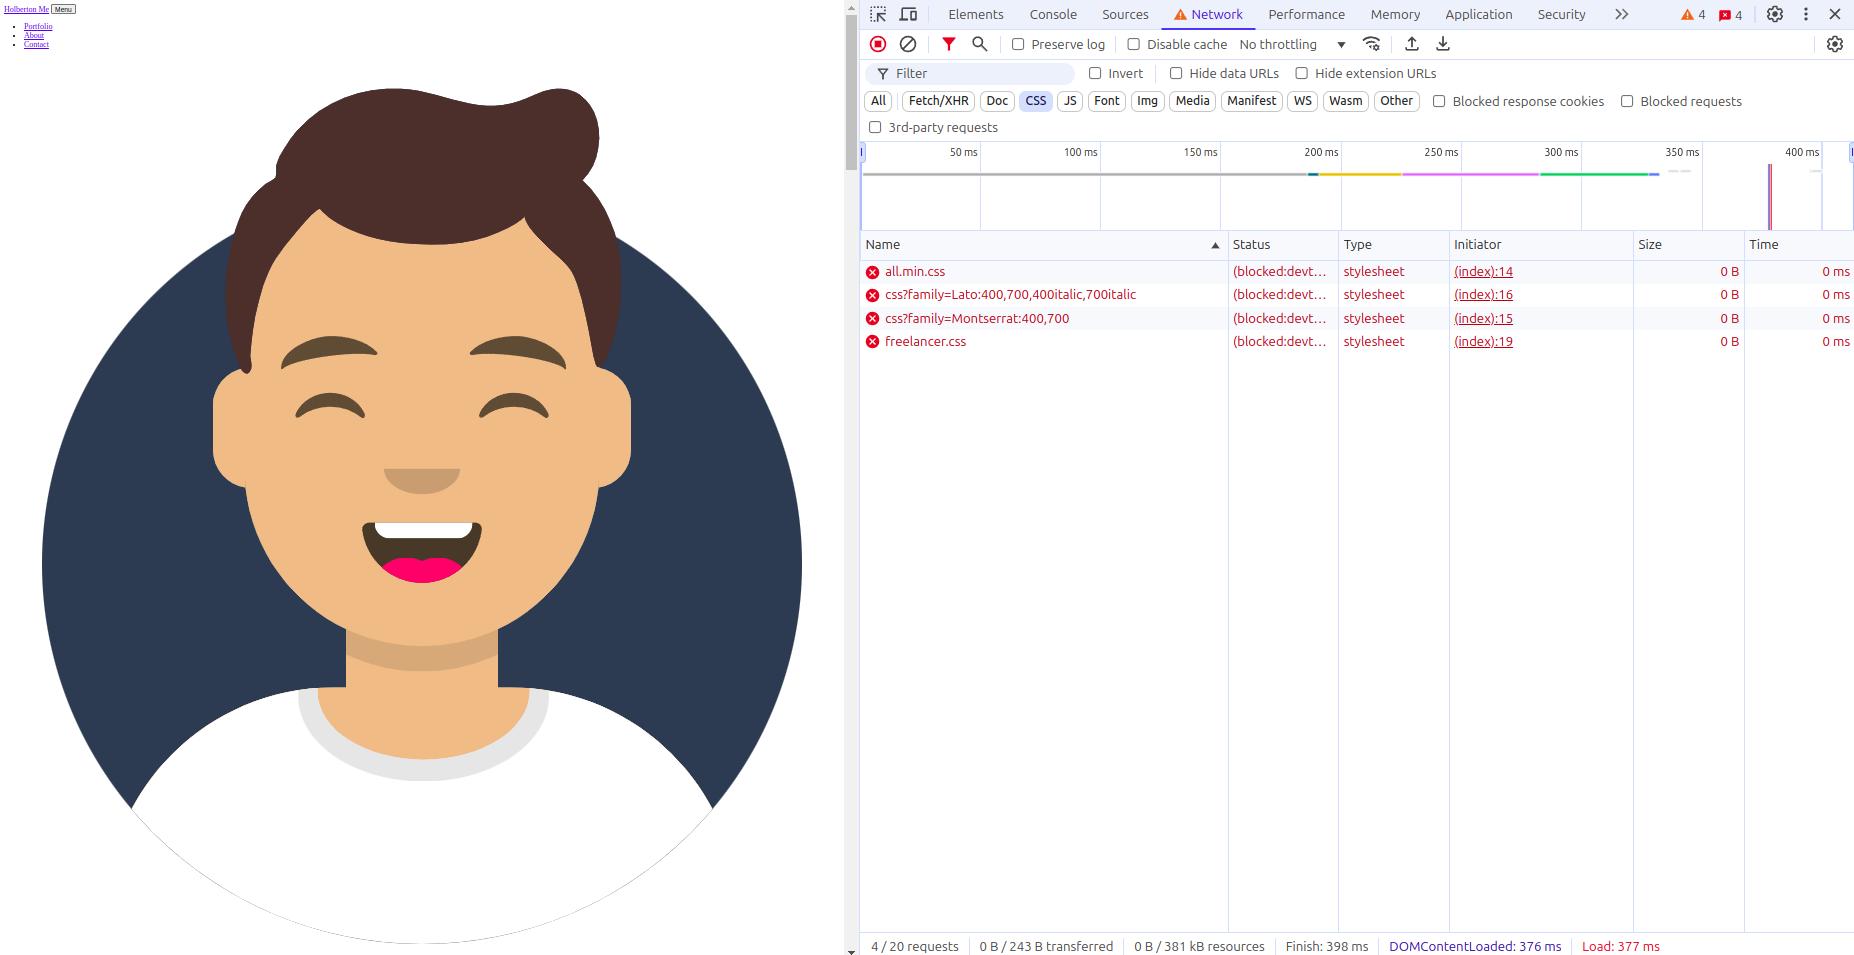 Holberton Me Menu
Portfolio
About
Contact
Elements Console Sources Network Performance Memory Application Security 4 4
Preserve log Disable cache No throttling
Filter Invert Hide data URLs Hide extension URLs
All Fetch/XHR Doc CSS JS Font Img Media Manifest WS Wasm Other Blocked response cookies Blocked requests
3rd-party requests
50 ms 100 ms 150 ms 200 ms 250 ms 300 ms 350 ms 400 ms
Name Status Type Initiator Size Time
all.min.css (blocked:devt… stylesheet (index):14 0 B 0 ms
css?family=Lato:400,700,400italic,700italic (blocked:devt… stylesheet (index):16 0 B 0 ms
css?family=Montserrat:400,700 (blocked:devt… stylesheet (index):15 0 B 0 ms
freelancer.css (blocked:devt… stylesheet (index):19 0 B 0 ms
4 / 20 requests 0 B / 243 B transferred 0 B / 381 kB resources Finish: 398 ms DOMContentLoaded: 376 ms Load: 377 ms